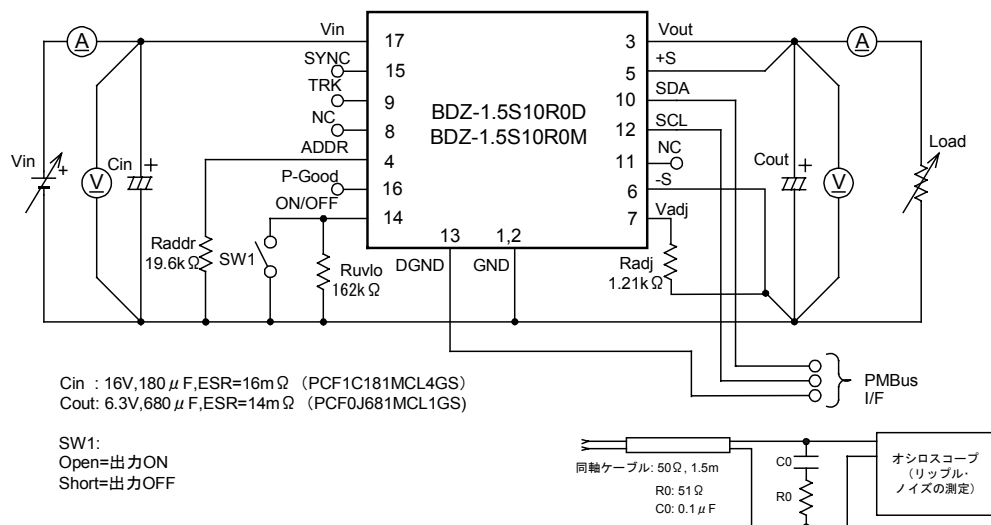 A
Vin
17
3
Vout
A
SYNC
15
5
+S
TRK
9
10
SDA
NC
8
BDZ-1.5S10R0D
BDZ-1.5S10R0M
12
SCL
ADDR
4
11
NC
Vin
+
V
Cin
+
P-Good
16
6
-S
Cout
+
V
Load
ON/OFF
14
7
Vadj
13
1,2
Raddr
19.6kΩ
SW1
Ruvlo
162kΩ
DGND
GND
Radj
1.21kΩ
Cin : 16V,180μF,ESR=16mΩ (PCF1C181MCL4GS)
Cout: 6.3V,680μF,ESR=14mΩ (PCF0J681MCL1GS)
PMBus
I/F
SW1:
Open=出力ON
Short=出力OFF
同軸ケーブル: 50Ω, 1.5m
R0: 51Ω
C0: 0.1μF
C0
R0
オシロスコープ
(リップル・
ノイズの測定)